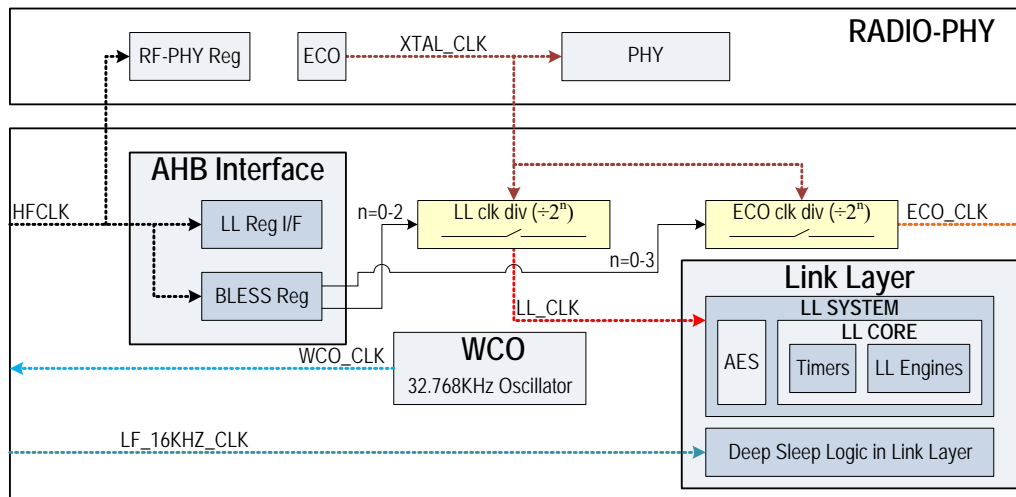 RADIO-PHY
XTAL_CLK
RF-PHY Reg
ECO
PHY
AHB Interface
HFCLK
LL Reg I/F
n=0-2
LL clk div (÷2ⁿ)
ECO clk div (÷2ⁿ)
ECO_CLK
n=0-3
BLESS Reg
Link Layer
LL_CLK
LL SYSTEM
LL CORE
WCO_CLK
WCO
32.768KHz Oscillator
AES
Timers
LL Engines
LF_16KHZ_CLK
Deep Sleep Logic in Link Layer